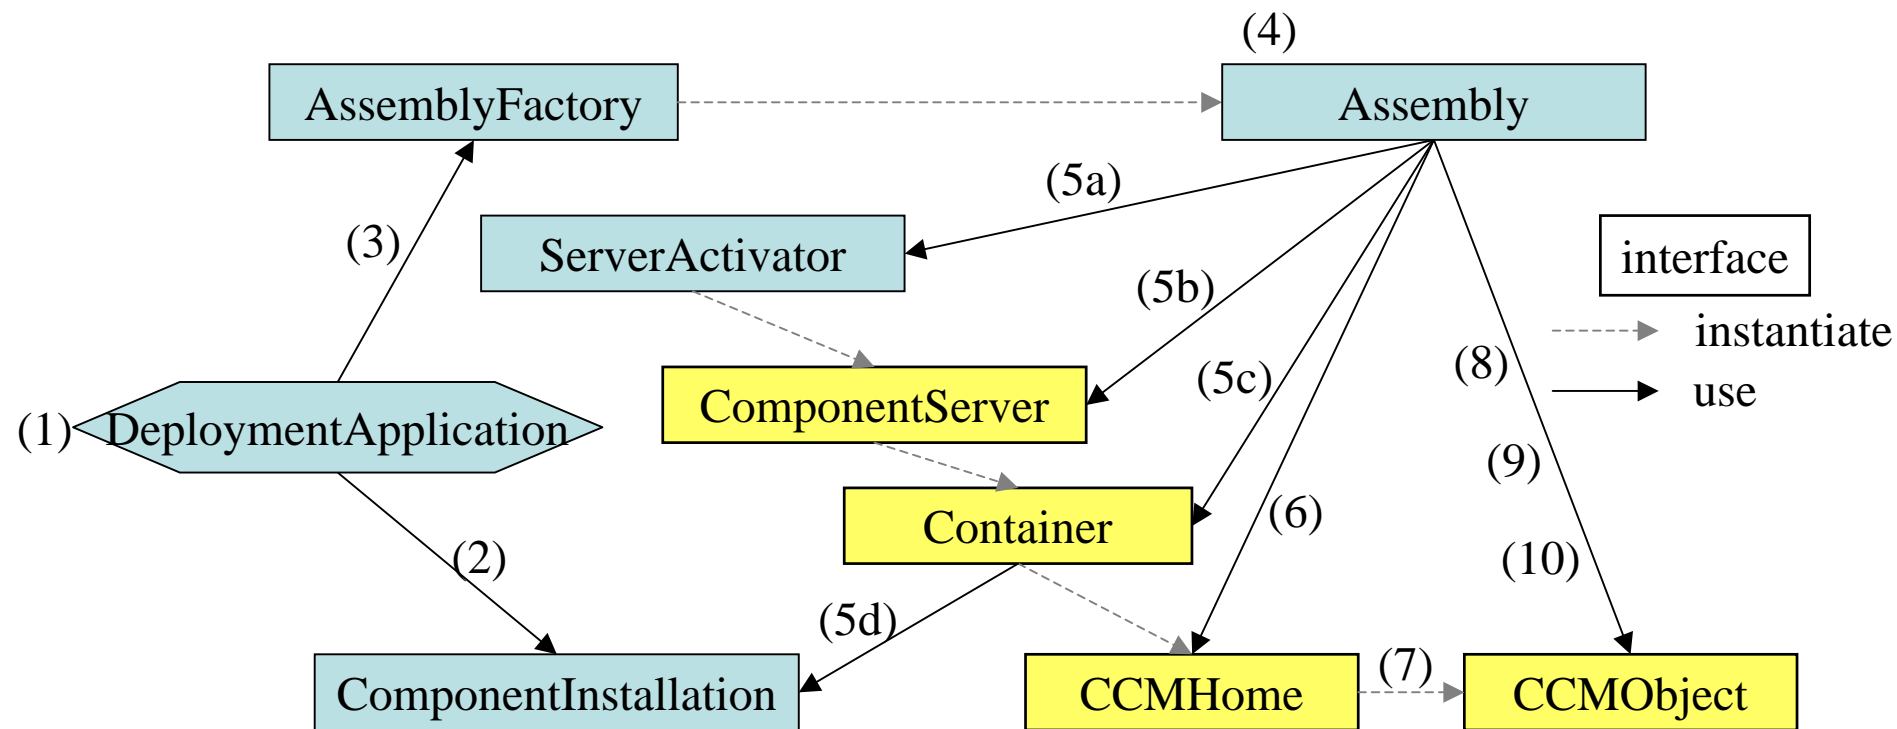 (4)
AssemblyFactory
Assembly
(5a)
(3)
ServerActivator
interface
(5b)
instantiate
(8)
(5c)
use
ComponentServer
(1)
DeploymentApplication
(9)
(6)
Container
(2)
(10)
(5d)
(7)
ComponentInstallation
CCMHome
CCMObject